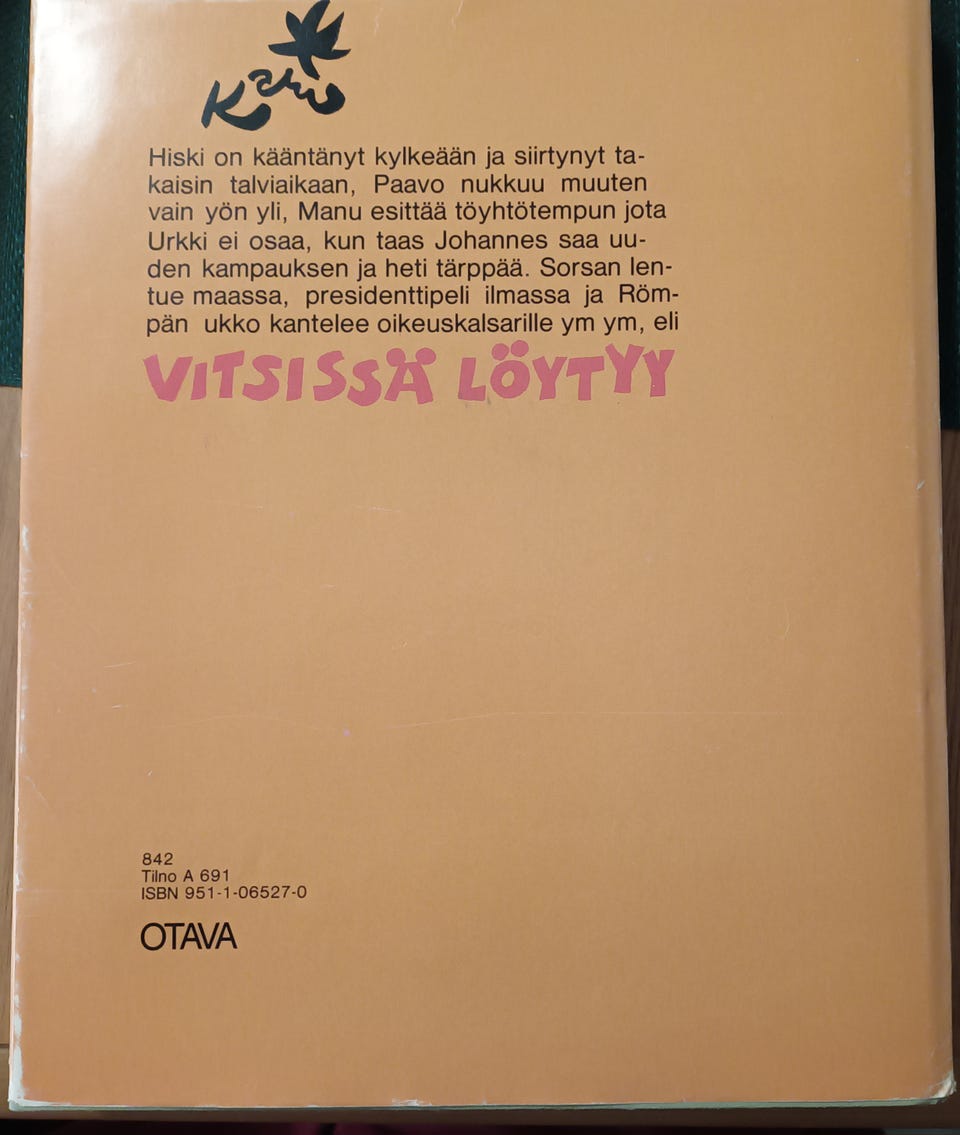 Kari
Hiski on kääntänyt kylkeään ja siirtynyt ta-
kaisin talviaikaan, Paavo nukkuu muuten
vain yön yli, Manu esittää töyhtötempun jota
Urkki ei osaa, kun taas Johannes saa uu-
den kampauksen ja heti tärppää. Sorsan len-
tue maassa, presidenttipeli ilmassa ja Röm-
pän ukko kantelee oikeuskalsarille ym ym, eli
VITSISSÄ LÖYTYY
842
Tilno A 691
ISBN 951-1-06527-0
OTAVA